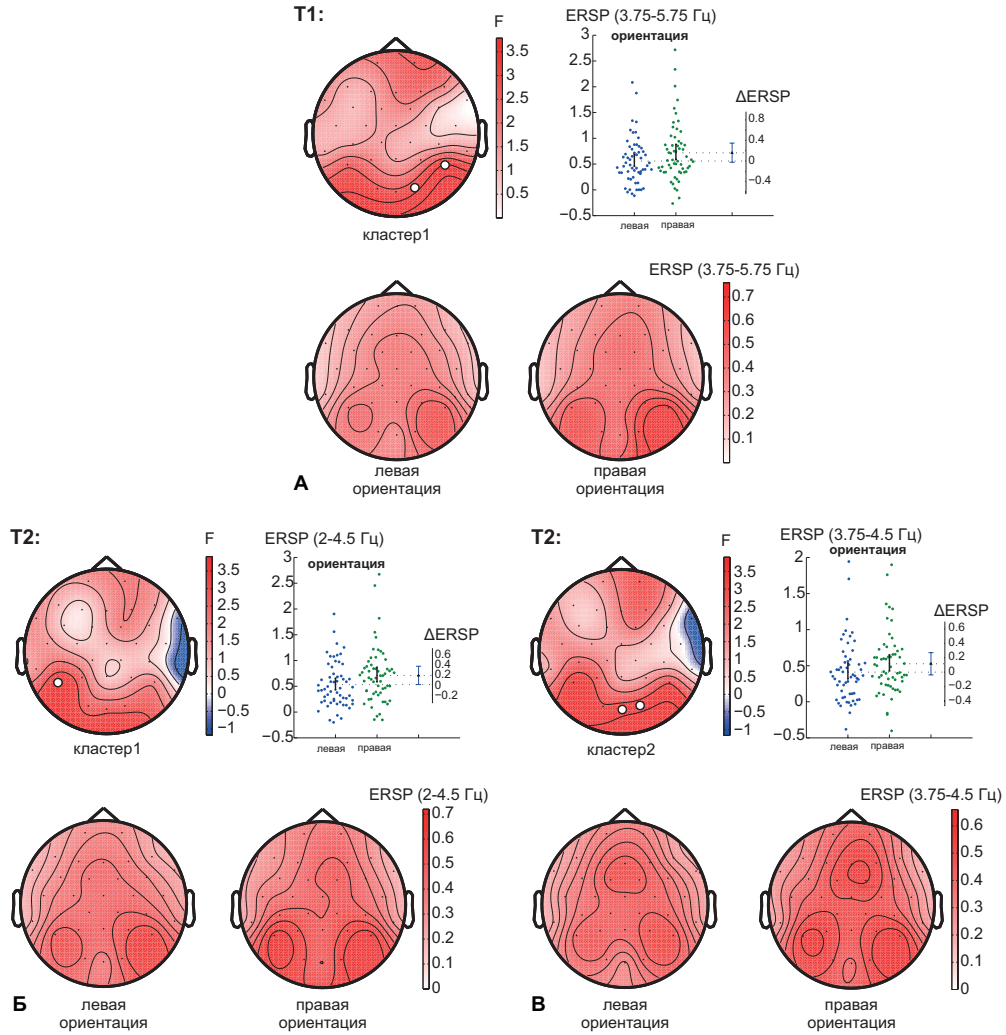 T1:
F
3.5
3
2.5
2
1.5
1
0.5
кластер1
ERSP (3.75-5.75 Гц)
ориентация
3
2.5
2
1.5
1
0.5
0
−0.5
левая
правая
ΔERSP
0.8
0.4
0
−0.4
ERSP (3.75-5.75 Гц)
0.7
0.6
0.5
0.4
0.3
0.2
0.1
левая
ориентация
правая
ориентация
А
T2:
F
3.5
3
2.5
2
1.5
1
0.5
0
−0.5
−1
кластер1
ERSP (2-4.5 Гц)
ориентация
3
2.5
2
1.5
1
0.5
0
−0.5
левая
правая
ΔERSP
0.6
0.4
0.2
0
−0.2
T2:
F
3.5
3
2.5
2
1.5
1
0.5
0
−0.5
−1
кластер2
ERSP (3.75-4.5 Гц)
ориентация
2
1.5
1
0.5
0
−0.5
левая
правая
ΔERSP
0.6
0.4
0.2
0
−0.2
−0.4
ERSP (2-4.5 Гц)
0.7
0.6
0.5
0.4
0.3
0.2
0.1
0
левая
ориентация
правая
ориентация
Б
ERSP (3.75-4.5 Гц)
0.6
0.5
0.4
0.3
0.2
0.1
0
левая
ориентация
правая
ориентация
В